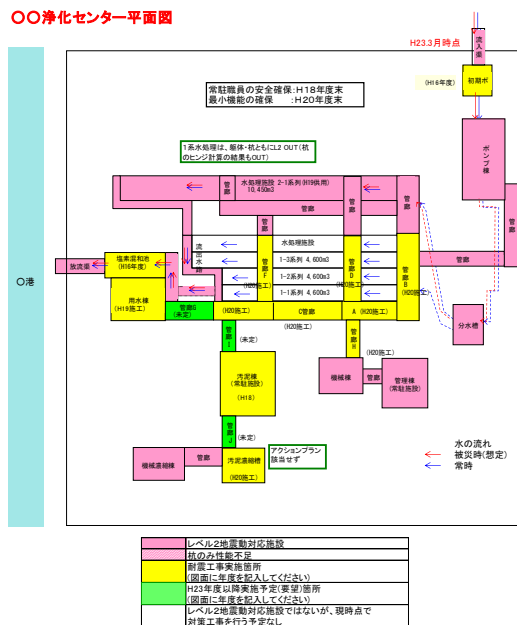 〇〇浄化センター平面図
H23.3月時点
流入渠
(H16年度)
初期ポ
常駐職員の安全確保:H18年度末
最小機能の確保 :H20年度末
ポンプ棟
1系水処理は、躯体・杭ともにL2 OUT(杭
のヒンジ計算の結果もOUT)
管廊
水処理施設 2-1系列(H19供用)
10,450m3
管廊
管廊
管廊
管廊
管廊
管廊
流出水路
水処理施設
1-3系列 4,600m3
1-2系列 4,600m3
1-1系列 4,600m3
管廊F
(H20施工)
管廊D
(H20施工)
管廊B
(H20施工)
管廊
〇港
放流渠
塩素混和池
(H16年度)
用水棟
(H19施工)
(未定)
(H20施工)
C管廊
(H20施工)
A (H20施工)
分水槽
管廊I
(未定)
管廊H
(H20施工)
汚泥棟
(常駐施設)
(H18)
機械棟
管廊
管理棟
(常駐施設)
管廊J
(未定)
機械濃縮棟
管廊
汚泥濃縮槽
(H20施工)
アクションプラン
該当せず
水の流れ
被災時(想定)
常時
レベル2地震動対応施設
杭のみ性能不足
耐震工事実施箇所
(図面に年度を記入してください)
H23年度以降実施予定(要望)箇所
(図面に年度を記入してください)
レベル2地震動対応施設ではないが、現時点で
対策工事を行う予定なし